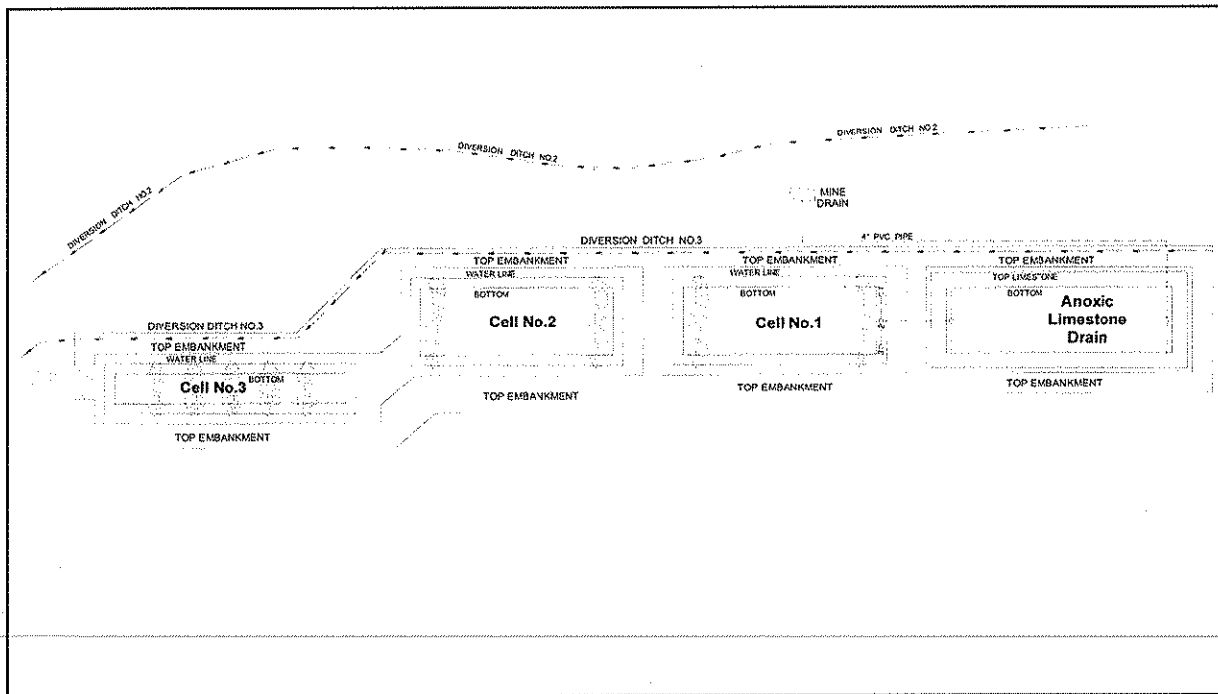 DIVERSION DITCH NO.2
DIVERSION DITCH NO.2
DIVERSION DITCH NO.2
MINE
DRAIN
DIVERSION DITCH NO.3
4" PVC PIPE
TOP EMBANKMENT
TOP EMBANKMENT
TOP EMBANKMENT
WATER LINE
WATER LINE
TOP LIMESTONE
BOTTOM
BOTTOM
BOTTOM
Cell No.2
Cell No.1
Anoxic
Limestone
Drain
DIVERSION DITCH NO.3
TOP EMBANKMENT
WATER LINE
Cell No.3
BOTTOM
TOP EMBANKMENT
TOP EMBANKMENT
TOP EMBANKMENT
TOP EMBANKMENT